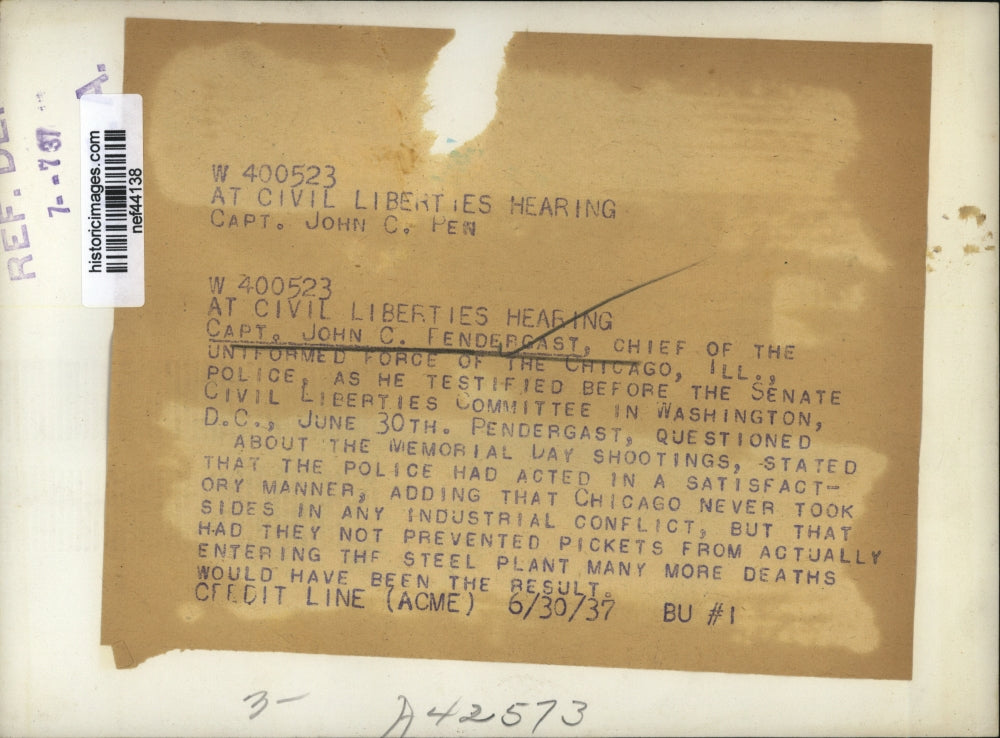 REF. DE
7--7 37
A.
historicimages.com
nef44138
W 400523
AT CIVIL LIBERTIES HEARING
CAPT. JOHN C. PEN
W 400523
AT CIVIL LIBERTIES HEARING
CAPT. JOHN C. PENDERGAST, CHIEF OF THE
UNIFORMED FORCE OF THE CHICAGO, ILL.,
POLICE, AS HE TESTIFIED BEFORE THE SENATE
CIVIL LIBERTIES COMMITTEE IN WASHINGTON,
D.C., JUNE 30TH. PENDERGAST, QUESTIONED
ABOUT THE MEMORIAL DAY SHOOTINGS, STATED
THAT THE POLICE HAD ACTED IN A SATISFACT-
ORY MANNER, ADDING THAT CHICAGO NEVER TOOK
SIDES IN ANY INDUSTRIAL CONFLICT, BUT THAT
HAD THEY NOT PREVENTED PICKETS FROM ACTUALLY
ENTERING THE STEEL PLANT MANY MORE DEATHS
WOULD HAVE BEEN THE RESULT.
CREDIT LINE (ACME) 6/30/37 BU #1
3- A42573